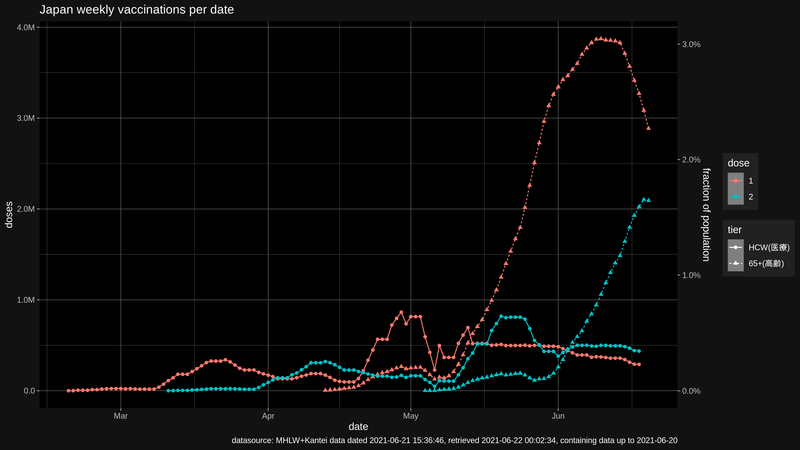 Japan weekly vaccinations per date
4.0M
3.0M
2.0M
1.0M
0.0
doses
3.0%
2.0%
1.0%
0.0%
fraction of population
Mar
Apr
May
Jun
date
dose
1
2
tier
HCW(医療)
65+(高齢)
datasource: MHLW+Kantei data dated 2021-06-21 15:36:46, retrieved 2021-06-22 00:02:34, containing data up to 2021-06-20